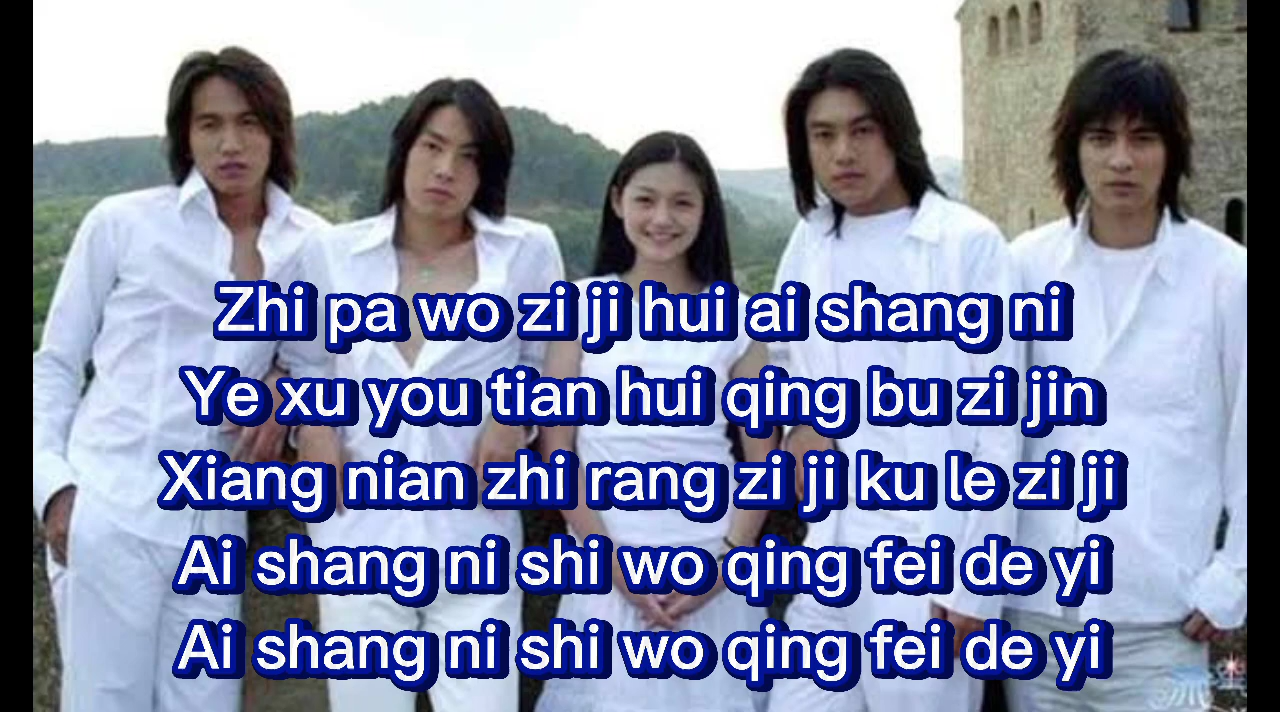 Zhi pa wo zi ji hui ai shang ni
Ye xu you tian hui qing bu zi jin
Xiang nian zhi rang zi ji ku le zi ji
Ai shang ni shi wo qing fei de yi
Ai shang ni shi wo qing fei de yi